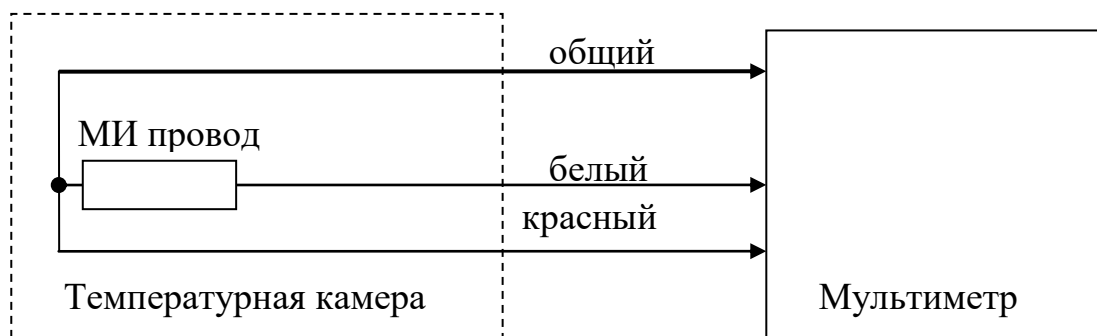 общий
МИ провод
белый
красный
Температурная камера
Мультиметр